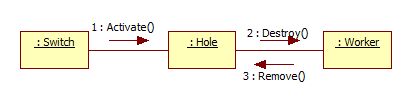 1 : Activate()
2 : Destroy()
: Switch
: Hole
: Worker
3 : Remove()